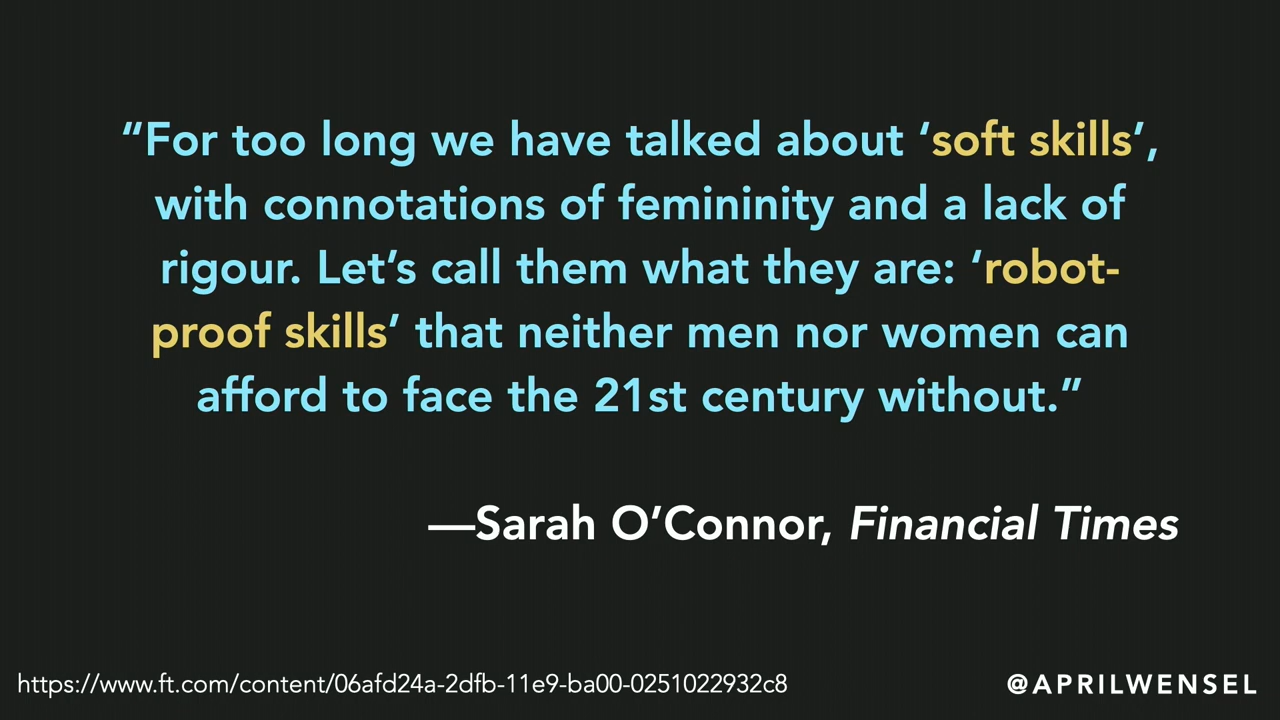 “For too long we have talked about ‘soft skills’,
with connotations of femininity and a lack of
rigour. Let’s call them what they are: ‘robot-
proof skills’ that neither men nor women can
afford to face the 21st century without.”
—Sarah O’Connor, Financial Times
https://www.ft.com/content/06afd24a-2dfb-11e9-ba00-0251022932c8
@APRILWENSEL